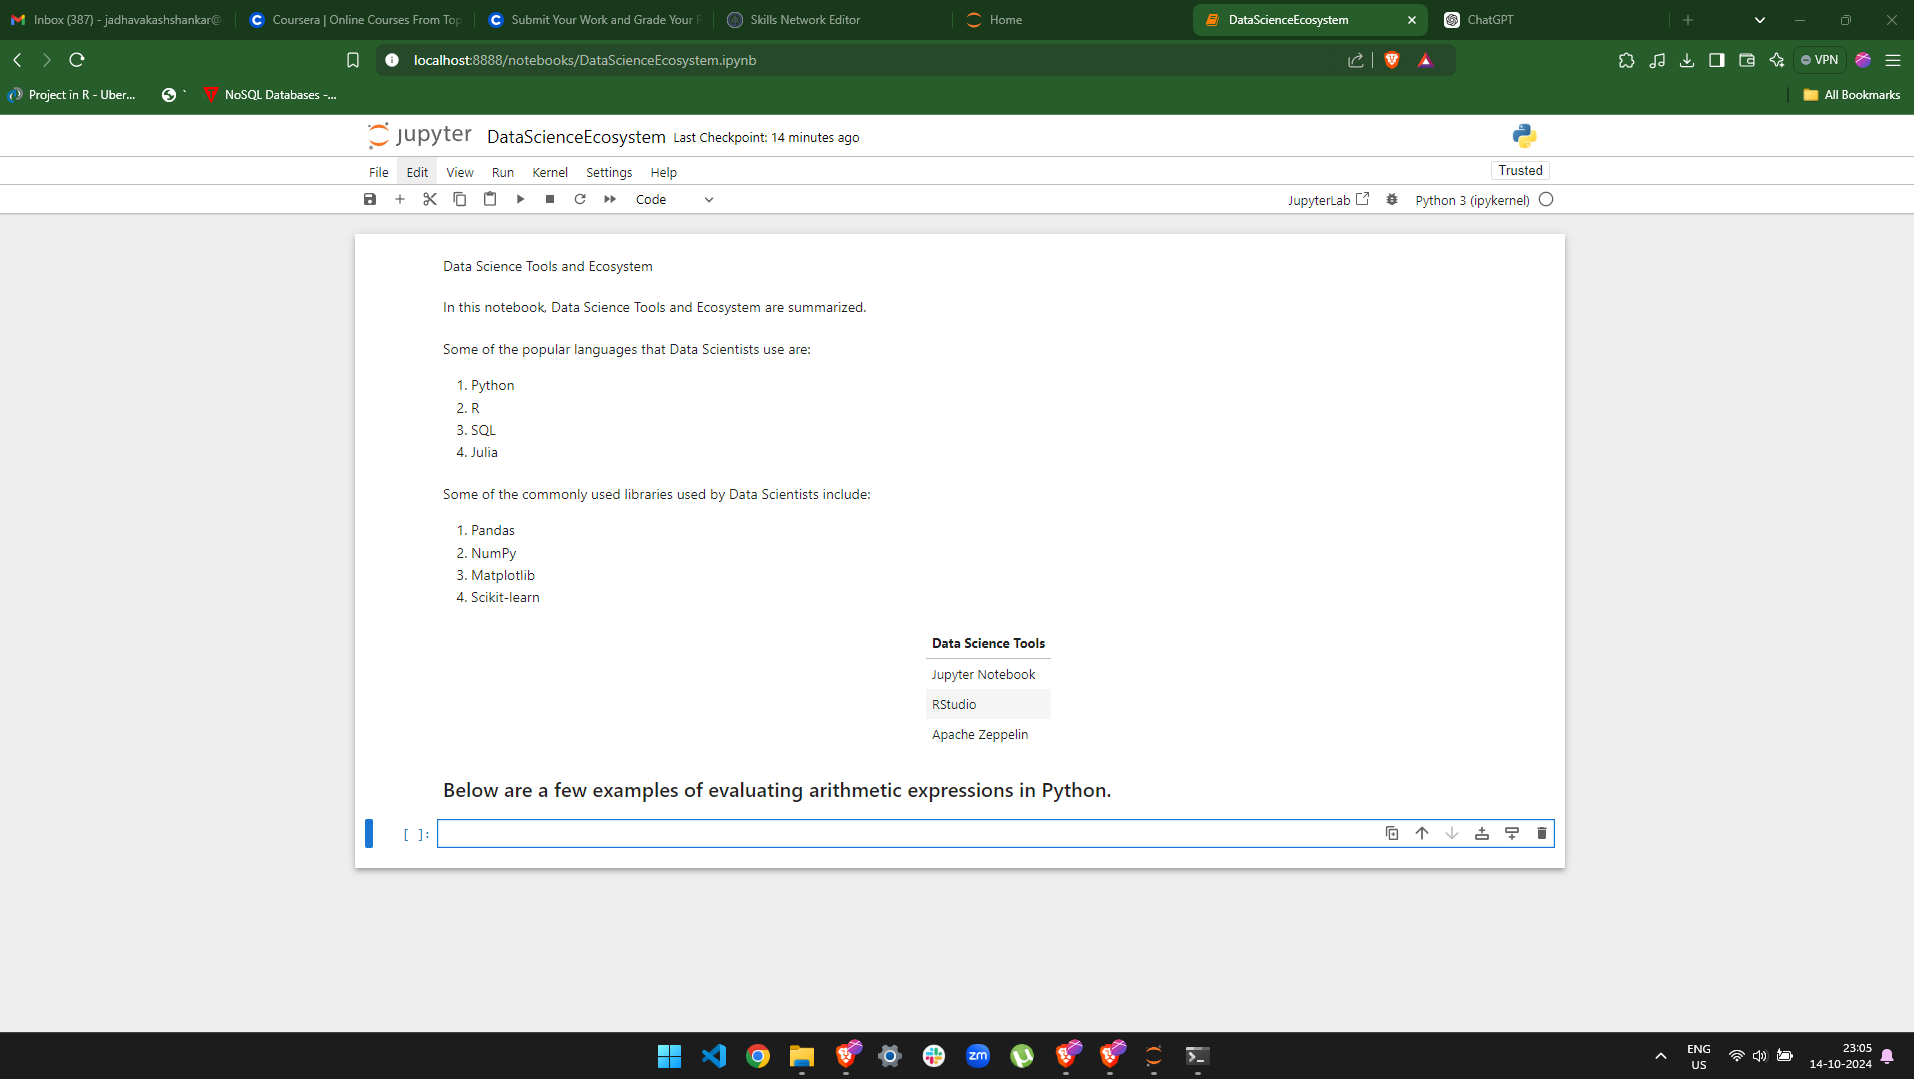 Inbox (387) - jadhavakashshankar@
Coursera | Online Courses From Top
Submit Your Work and Grade Your P
Skills Network Editor
Home
DataScienceEcosystem
ChatGPT
localhost:8888/notebooks/DataScienceEcosystem.ipynb
VPN
Project in R - Uber...
NoSQL Databases -...
All Bookmarks
jupyter DataScienceEcosystem Last Checkpoint: 14 minutes ago
File Edit View Run Kernel Settings Help
Trusted
Code
JupyterLab
Python 3 (ipykernel)
Data Science Tools and Ecosystem
In this notebook, Data Science Tools and Ecosystem are summarized.
Some of the popular languages that Data Scientists use are:
1. Python
2. R
3. SQL
4. Julia
Some of the commonly used libraries used by Data Scientists include:
1. Pandas
2. NumPy
3. Matplotlib
4. Scikit-learn
Data Science Tools
Jupyter Notebook
RStudio
Apache Zeppelin
Below are a few examples of evaluating arithmetic expressions in Python.
[ ]:
zm
ENG
US
23:05
14-10-2024